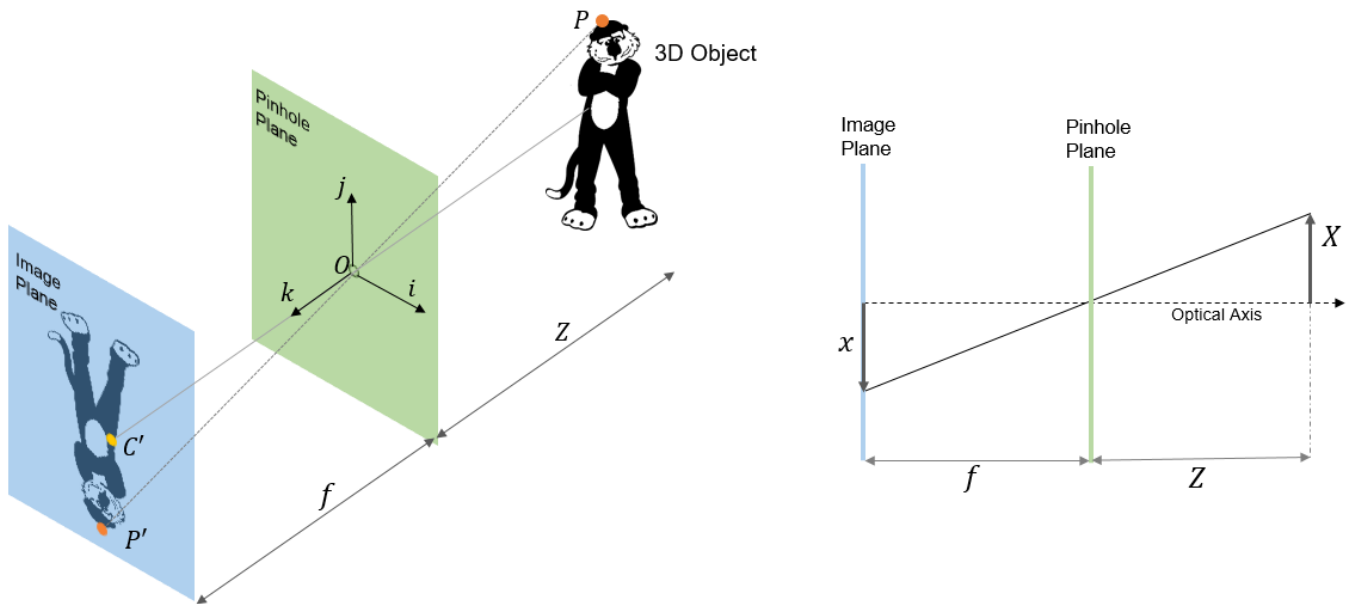 P
3D Object
Pinhole
Plane
j
O
k
i
Image
Plane
Z
C′
f
P′
Image
Plane
Pinhole
Plane
X
Optical Axis
x
f
Z